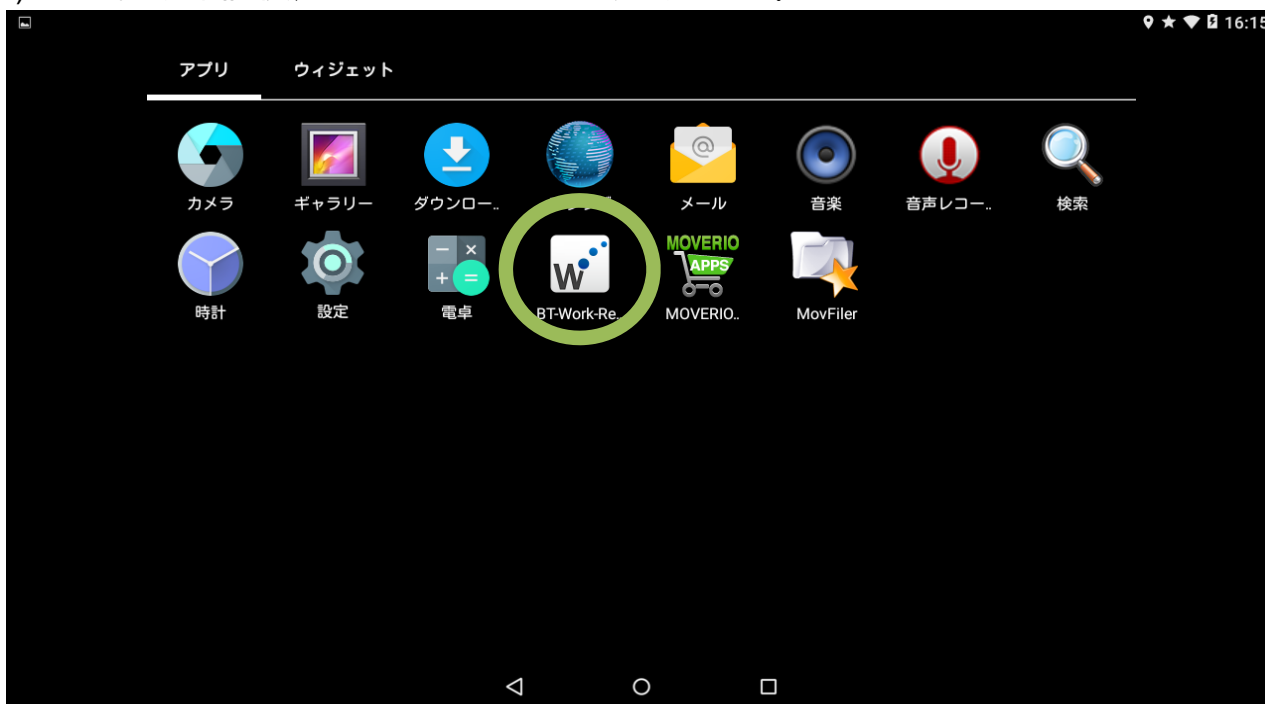 16:15
アプリ ウィジェット
カメラ ギャラリー ダウンロー.. メール 音楽 音声レコー.. 検索
MOVERIO
APPS
W
時計 設定 電卓 BT-Work-Re.. MOVERIO.. MovFiler